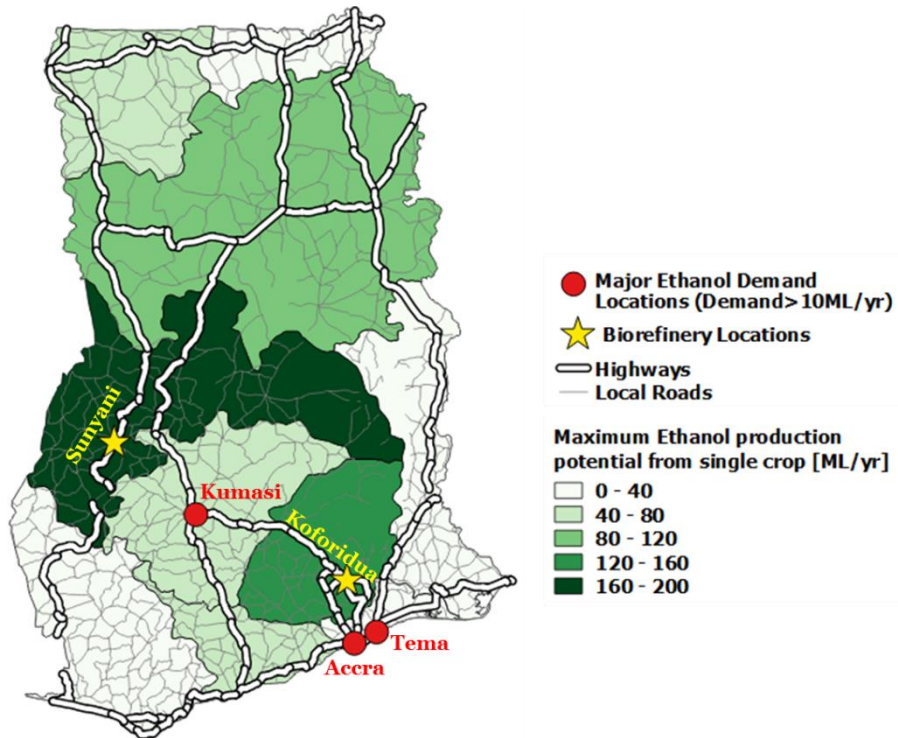 Sunyani
Kumasi
Koforidua
Tema
Accra
Major Ethanol Demand
Locations (Demand>10ML/yr)
Biorefinery Locations
Highways
Local Roads
Maximum Ethanol production
potential from single crop [ML/yr]
0 - 40
40 - 80
80 - 120
120 - 160
160 - 200